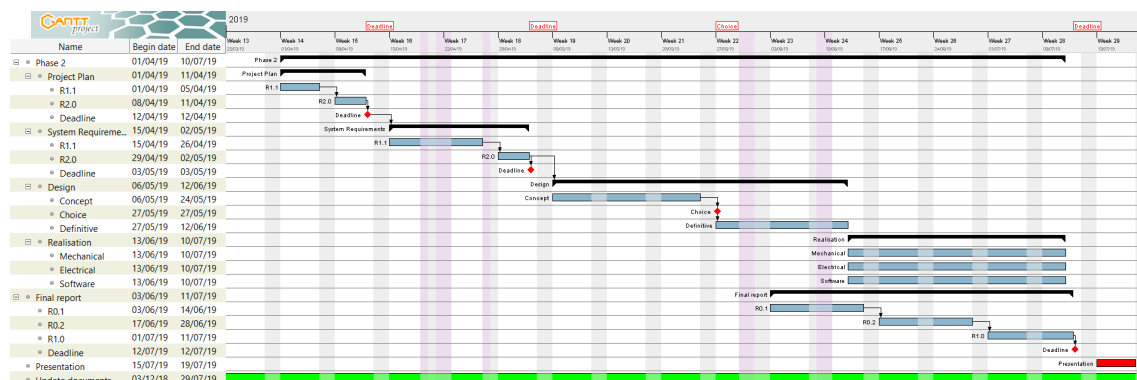 GANTT
project
2019
Deadline Deadline Choice Deadline
Week 13 Week 14 Week 15 Week 16 Week 17 Week 18 Week 19 Week 20 Week 21 Week 22 Week 23 Week 24 Week 25 Week 26 Week 27 Week 28 Week 29
Name Begin date End date
Phase 2 01/04/19 10/07/19 Phase 2
Project Plan 01/04/19 11/04/19 Project Plan
R1.1 01/04/19 05/04/19 R1.1
R2.0 08/04/19 11/04/19 R2.0
Deadline 12/04/19 12/04/19 Deadline
System Requireme... 15/04/19 02/05/19 System Requirements
R1.1 15/04/19 26/04/19 R1.1
R2.0 29/04/19 02/05/19 R2.0
Deadline 03/05/19 03/05/19 Deadline
Design 06/05/19 12/06/19 Design
Concept 06/05/19 24/05/19 Concept
Choice 27/05/19 27/05/19 Choice
Definitive 27/05/19 12/06/19 Definitive
Realisation 13/06/19 10/07/19 Realisation
Mechanical 13/06/19 10/07/19 Mechanical
Electrical 13/06/19 10/07/19 Electrical
Software 13/06/19 10/07/19 Software
Final report 03/06/19 11/07/19 Final report
R0.1 03/06/19 14/06/19 R0.1
R0.2 17/06/19 28/06/19 R0.2
R1.0 01/07/19 11/07/19 R1.0
Deadline 12/07/19 12/07/19 Deadline
Presentation 15/07/19 19/07/19 Presentation
Update documents 03/12/18 29/07/19